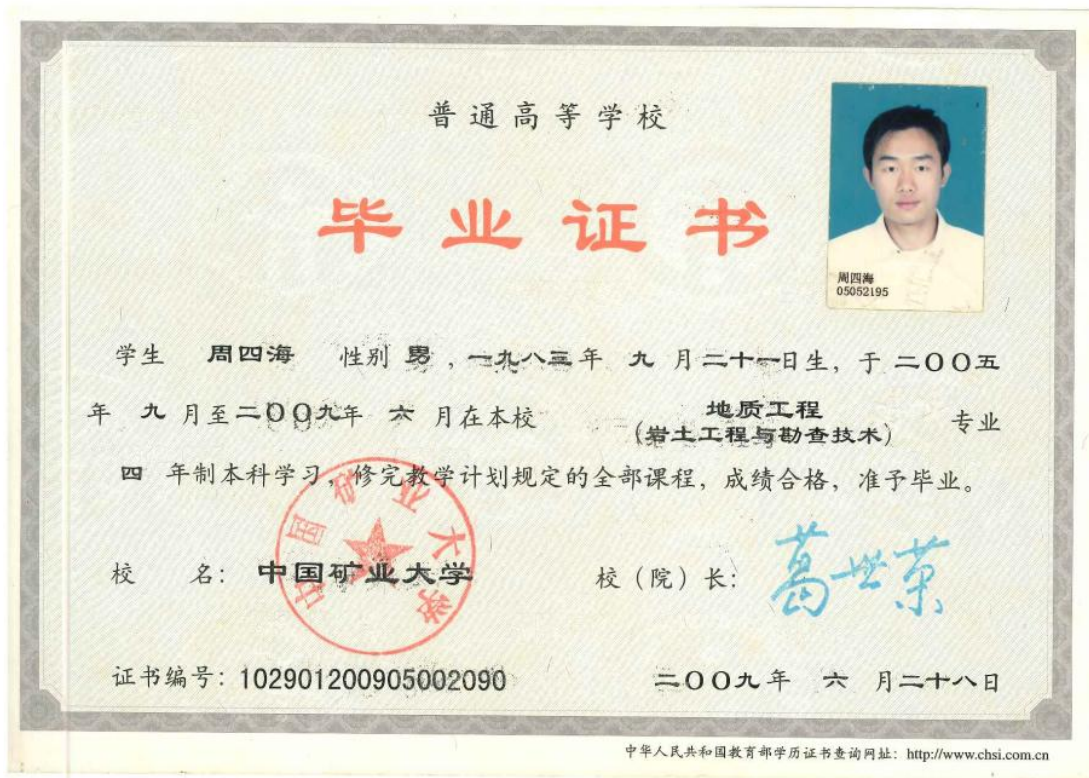 普通高等学校
毕业证书
周四海
05052195
学生 周四海 性别 男，一九八三年 九 月二十一日生，于 二〇〇五
年 九 月至二〇〇九年 六 月在本校 地质工程 专业
（岩土工程与勘查技术）
四 年制本科学习，修完教学计划规定的全部课程，成绩合格，准予毕业。
中国矿业大学
校 名：中国矿业大学 校（院）长：葛世荣
证书编号：102901200905002090 二〇〇九年 六 月二十八日
中华人民共和国教育部学历证书查询网址：http://www.chsi.com.cn